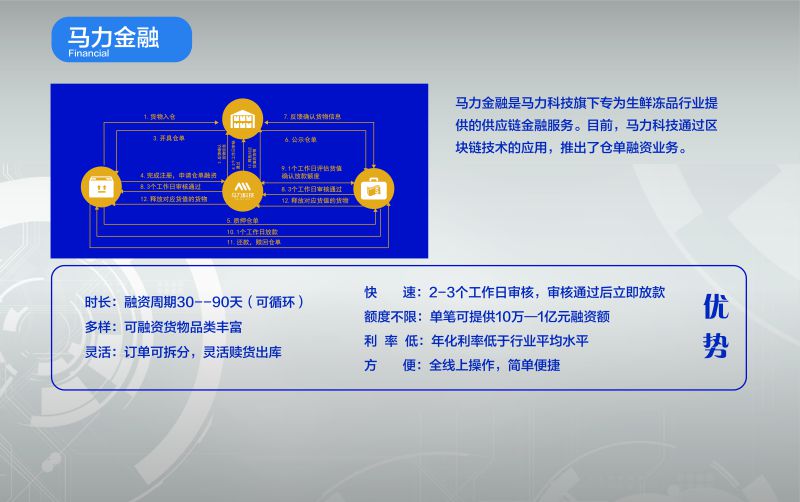 马力金融
Financial
马力金融是马力科技旗下专为生鲜冻品行业提
供的供应链金融服务。目前，马力科技通过区
块链技术的应用，推出了仓单融资业务。
1. 货物入仓
7. 反馈确认货物信息
3. 开具仓单
6. 公示仓单
4. 完成注册，申请仓单融资
8. 3个工作日审核通过
12. 释放对应货值的货物
马力科技
9. 1个工作日评估货值
确认放款额度
8. 3个工作日审核通过
12. 释放对应货值的货物
5. 质押仓单
10. 1个工作日放款
11. 还款，赎回仓单
时长：融资周期30--90天（可循环）
多样：可融资货物品类丰富
灵活：订单可拆分，灵活赎货出库
快 速：2-3个工作日审核，审核通过后立即放款
额度不限：单笔可提供10万—1亿元融资额
利 率 低：年化利率低于行业平均水平
方 便：全线上操作，简单便捷
优势